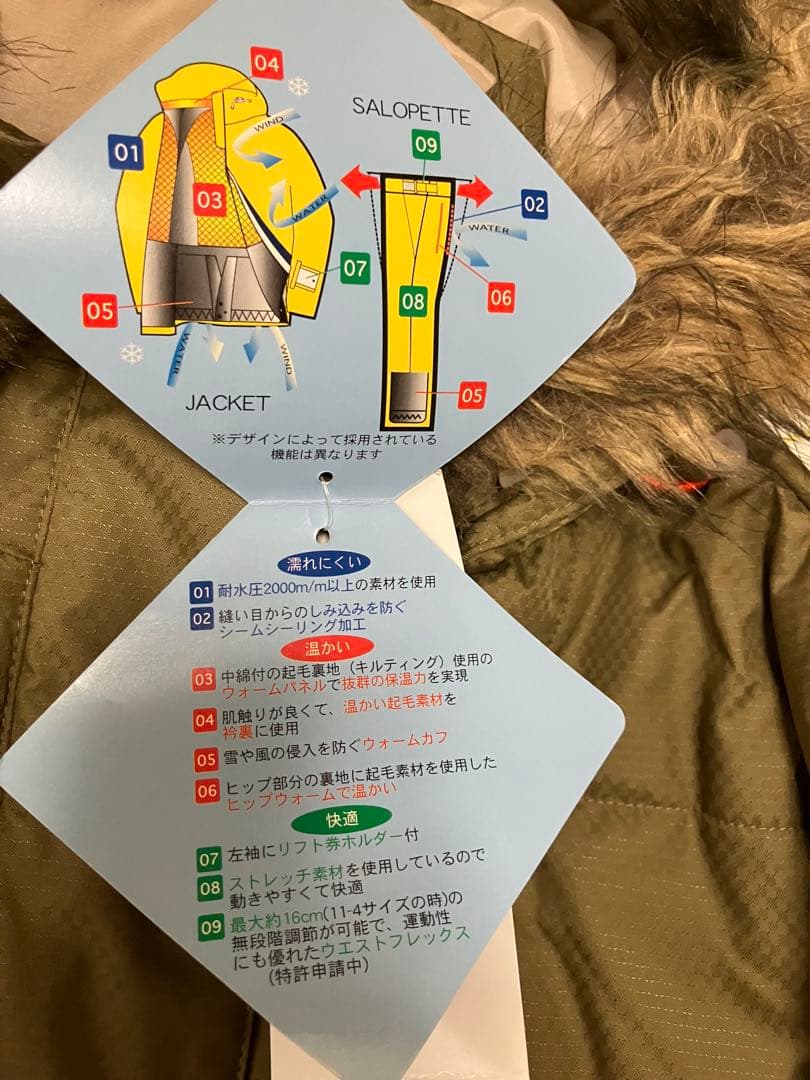 04
SALOPETTE
WIND
09
01
03
02
WATER
WATER
07
06
08
05
05
WATER
WIND
JACKET
※デザインによって採用されている
機能は異なります
濡れにくい
01 耐水圧2000m/m以上の素材を使用
02 縫い目からのしみ込みを防ぐ
シームシーリング加工
温かい
03 中綿付の起毛裏地（キルティング）使用の
ウォームパネルで抜群の保温力を実現
04 肌触りが良くて、温かい起毛素材を
衿裏に使用
05 雪や風の侵入を防ぐウォームカフ
06 ヒップ部分の裏地に起毛素材を使用した
ヒップウォームで温かい
快適
07 左袖にリフト券ホルダー付
08 ストレッチ素材を使用しているので
動きやすくて快適
09 最大約16cm(11-4サイズの時)の
無段階調節が可能で、運動性
にも優れたウエストフレックス
(特許申請中)